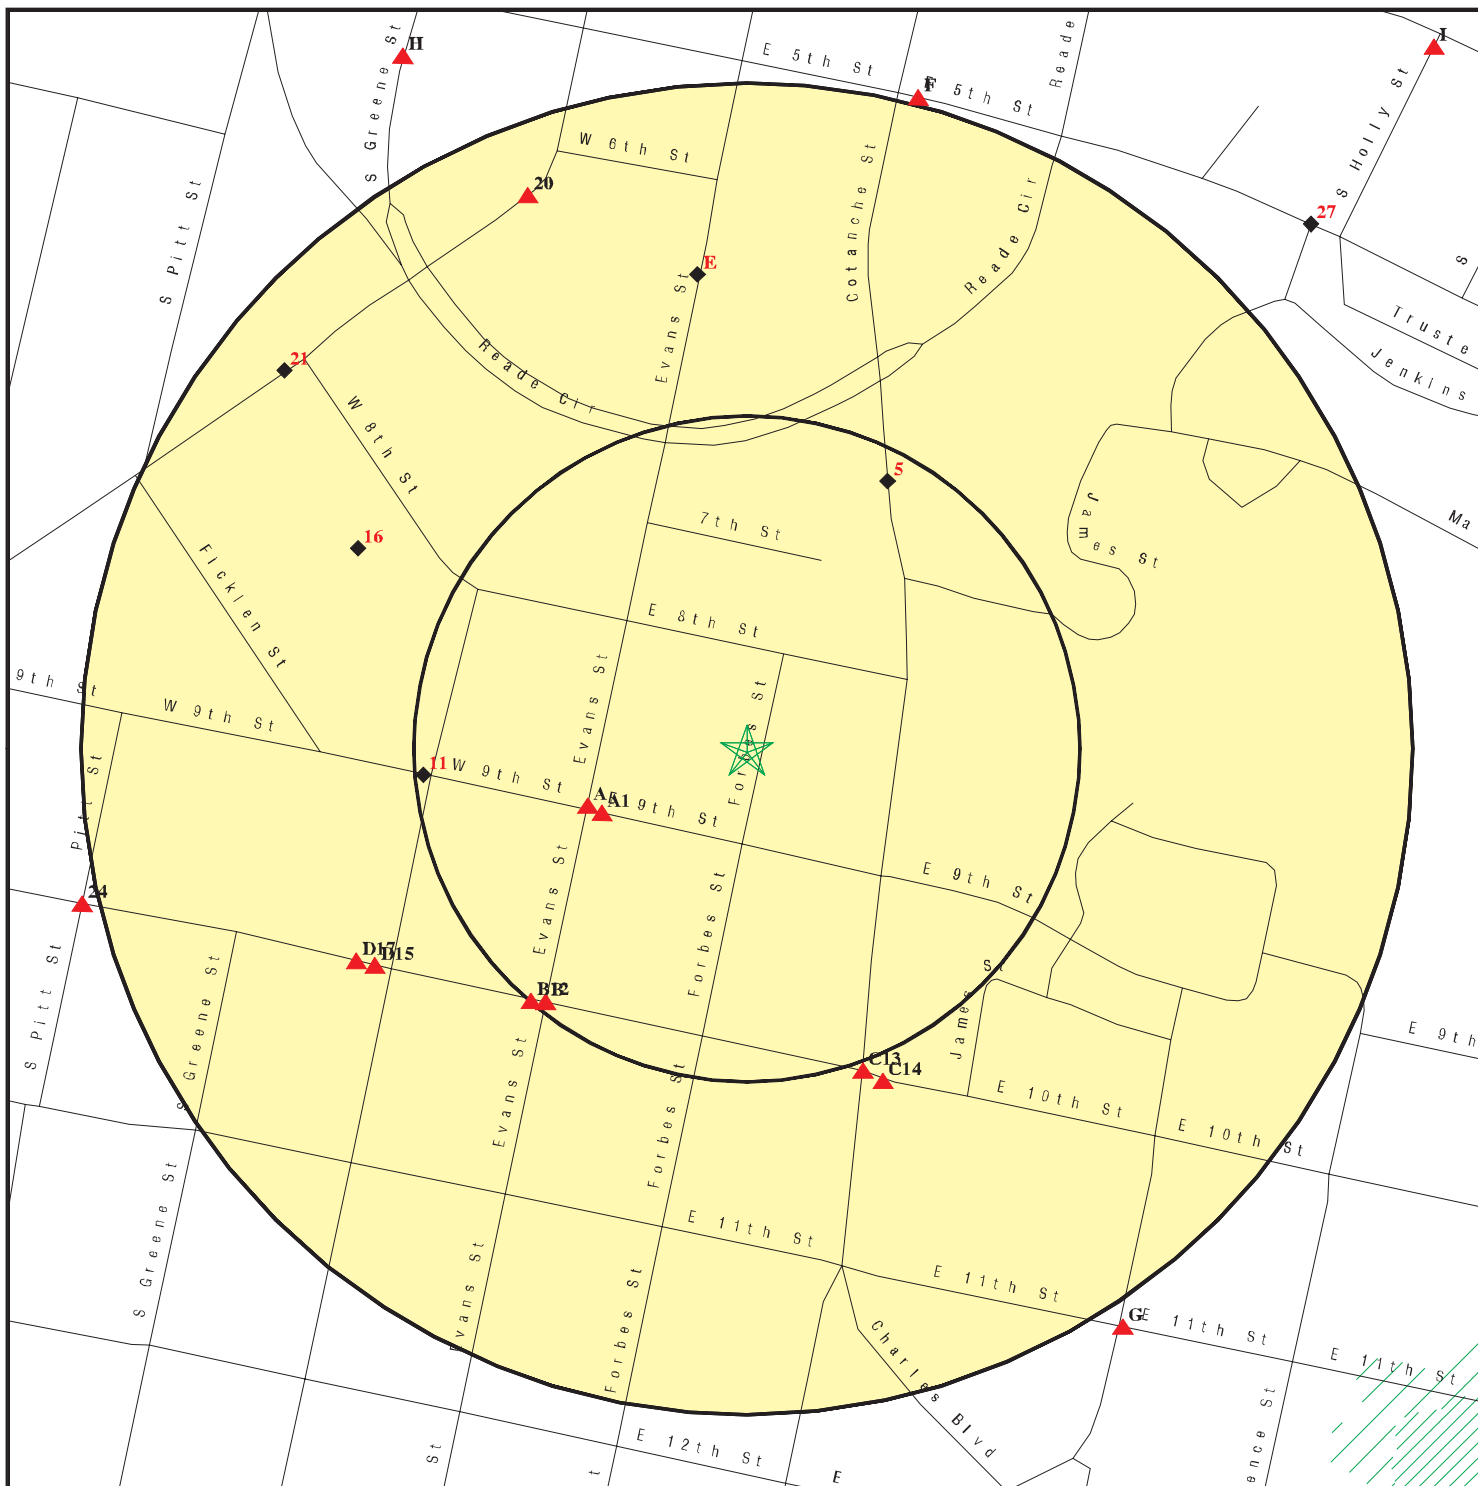 S Greene St
H
E 5th St
Reade
I
F
5th St
S Holly St
W 6th St
S Pitt St
20
Cotanche St
Reade Cir
27
S
E
Evans St
Truste
Jenkins
21
Reade Cir
W 8th St
5
7th St
James St
Ma
16
Ficklen St
E 8th St
9th St
W 9th St
Evans St
Forbes St
11
W 9th St
A
A1
E 9th St
Pitt St
E 9th St
24
Evans St
Forbes St
D17
D15
S Pitt St
S Greene St
B
B12
James St
E 9th
C13
C14
E 10th St
E 10th St
Evans St
Forbes St
S Greene St
E 11th St
E 11th St
G
E 11th St
E 11th St
Evans St
Forbes St
Charles Blvd
E 12th St
St
t
E
ence St